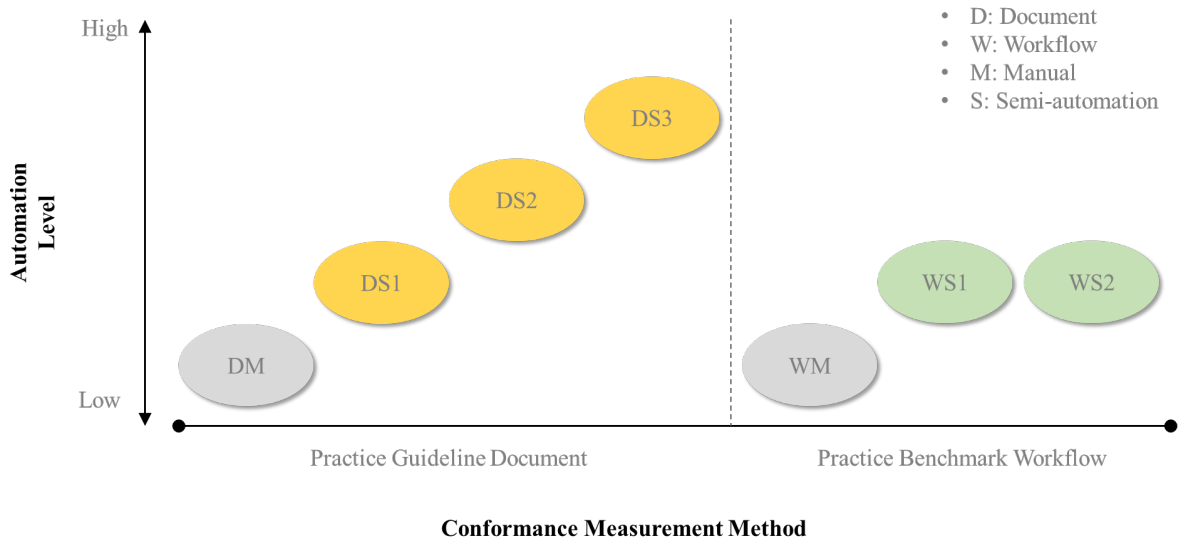 High
• D: Document
• W: Workflow
• M: Manual
• S: Semi-automation
DS3
DS2
Automation
Level
DS1
WS1
WS2
DM
WM
Low
Practice Guideline Document
Practice Benchmark Workflow
Conformance Measurement Method